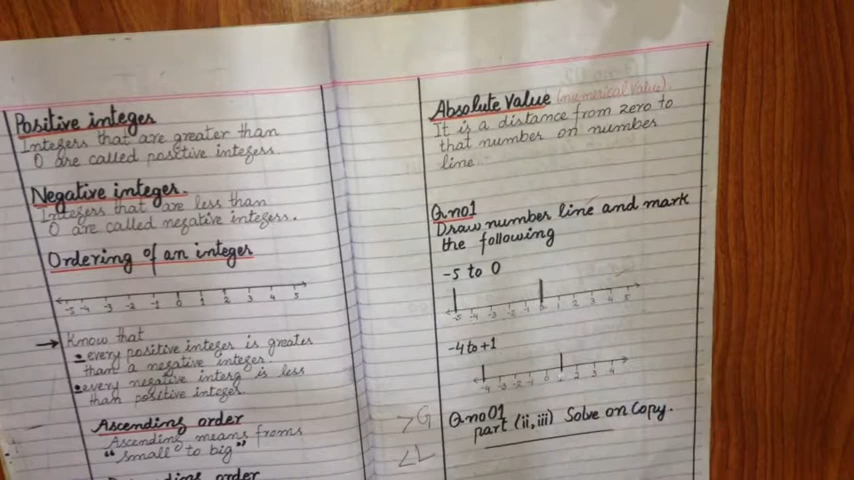 Positive integers
Integers that are greater than
0 are called positive integers
Negative integer.
Integers that are less than
0 are called negative integers.
Ordering of an integer
-5 -4 -3 -2 -1 0 1 2 3 4 5
→ Know that
• every positive integer is greater
than a negative integer.
• every negative interg is less
than positive integer.
Ascending order
Ascending means froms
"small to big"
order
Absolute Value (numerical value).
It is a distance from zero to
that number on number
line.
Q.no1
Draw number line and mark
the following
-5 to 0
-5 -4 -3 -2 -1 0 1 2 3 4 5
-4 to +1
-4 -3 -2 -1 0 1 2 3 4
>G
<L
Q.no01
part (ii, iii) Solve on Copy.